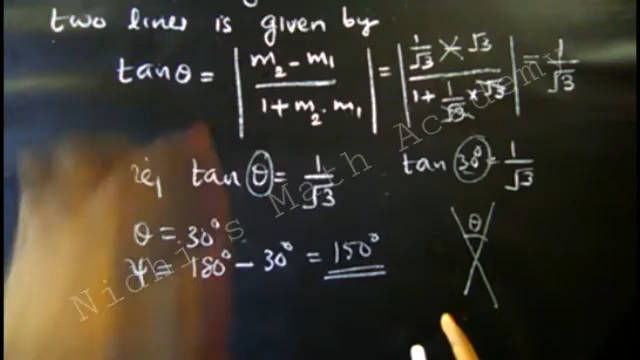 two lines is given by
tanθ = | m₂ - m₁ / 1 + m₂ · m₁ | = | 1/√3 - √3 / 1 + 1/√3 × √3 | = 1/√3
ie, tan θ = 1/√3 tan 30° = 1/√3
θ = 30°
θ
ψ = 180° - 30° = 150°
Nidhi's Math Academy